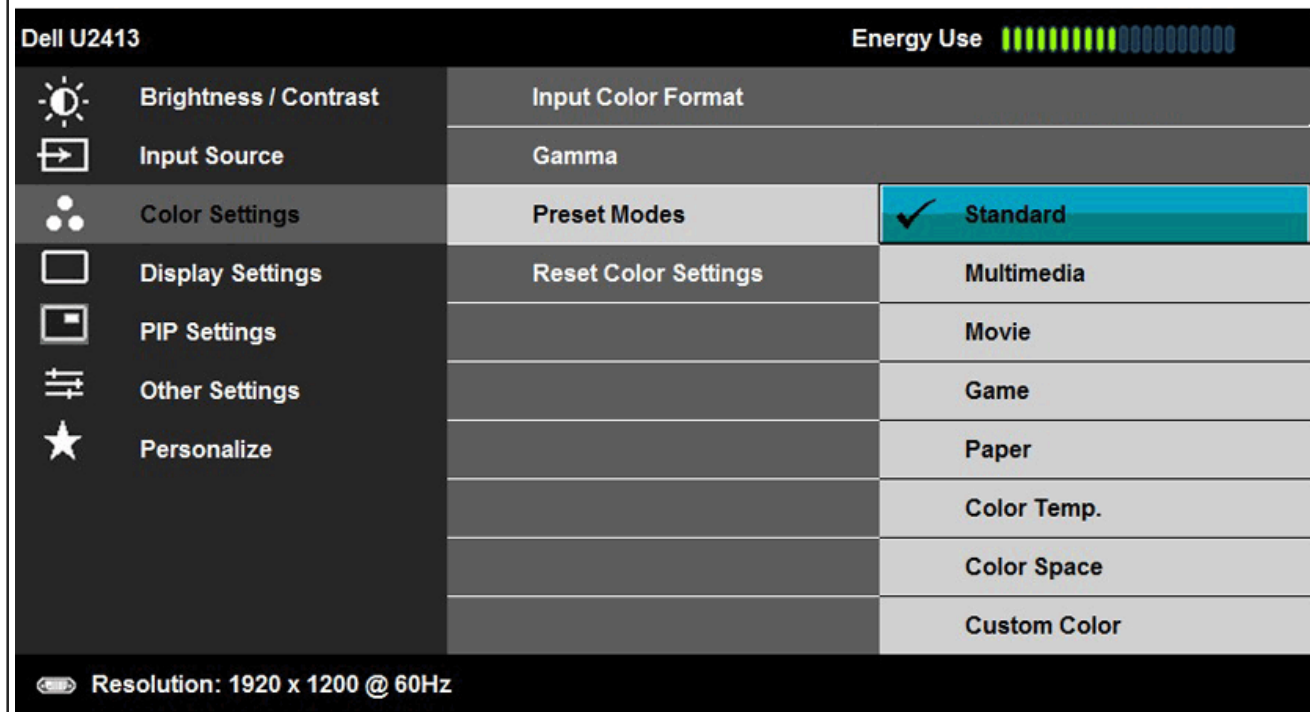 Dell U2413 Energy Use
Brightness / Contrast Input Color Format
Input Source Gamma
Color Settings Preset Modes Standard
Display Settings Reset Color Settings Multimedia
PIP Settings Movie
Other Settings Game
Personalize Paper
Color Temp.
Color Space
Custom Color
Resolution: 1920 x 1200 @ 60Hz